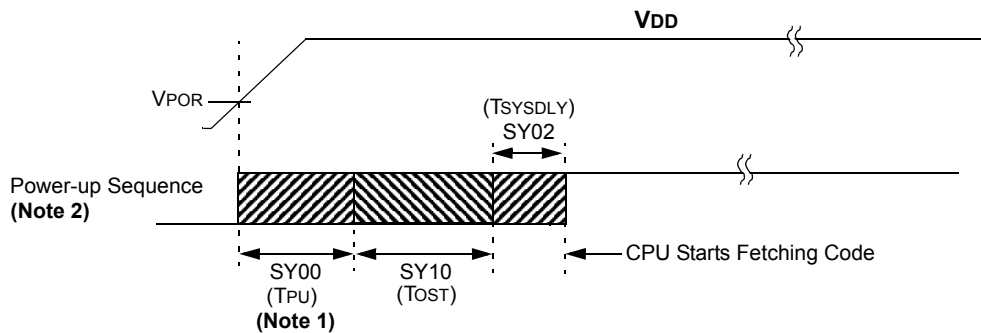 VDD
VPOR
(TSYSDLY)
SY02
Power-up Sequence
(Note 2)
CPU Starts Fetching Code
SY00
(TPU)
(Note 1)
SY10
(TOST)